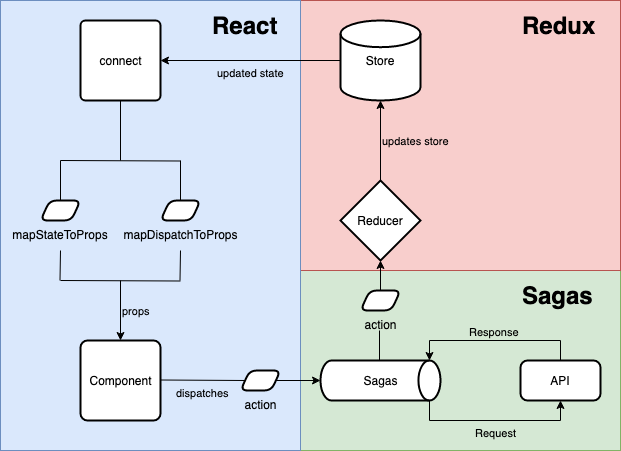 React
Redux
connect
Store
updated state
updates store
mapStateToProps
mapDispatchToProps
Reducer
Sagas
props
action
Response
Component
dispatches
action
Sagas
API
Request